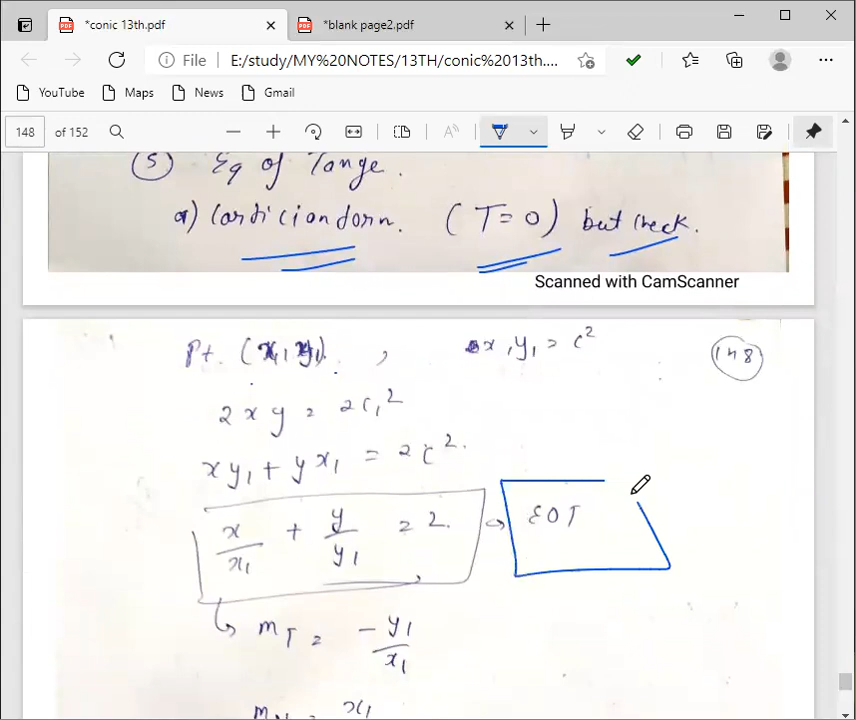 *conic 13th.pdf
*blank page2.pdf
File E:/study/MY%20NOTES/13TH/conic%2013th....
YouTube Maps News Gmail
148 of 152
(5) Eq of Tange.
a) Carticiandorn. (T=0) but check.
Scanned with CamScanner
Pt. (x1, y1), x1y1 = c²
148
2xy = 2c1²
xy1 + yx1 = 2c².
x/x1 + y/y1 = 2. → EOT
↳ mT = -y1/x1
x1